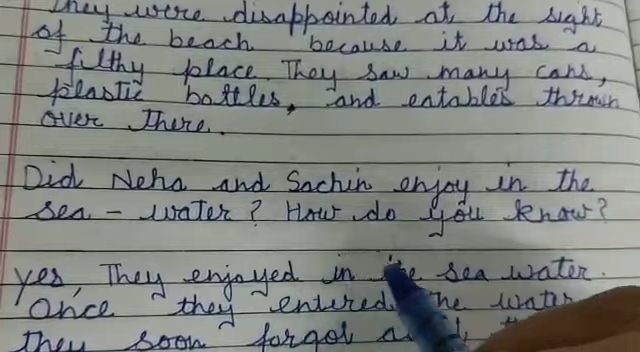 They were disappointed at the sight
of the beach because it was a
filthy place. They saw many cans,
plastic bottles, and eatables thrown
over there.
Did Neha and Sachin enjoy in the
sea - water? How do you know?
yes, They enjoyed in the sea water.
Once they entered the water
they soon forgot